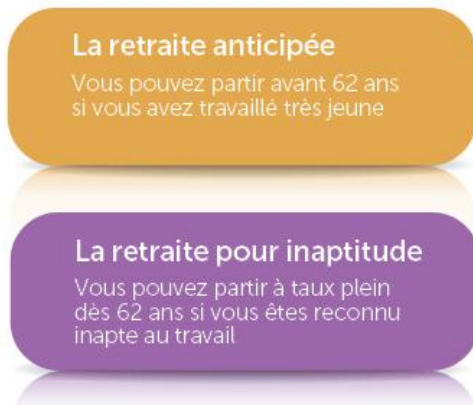 La retraite anticipée
Vous pouvez partir avant 62 ans
si vous avez travaillé très jeune
La retraite pour inaptitude
Vous pouvez partir à taux plein
dès 62 ans si vous êtes reconnu
inapte au travail